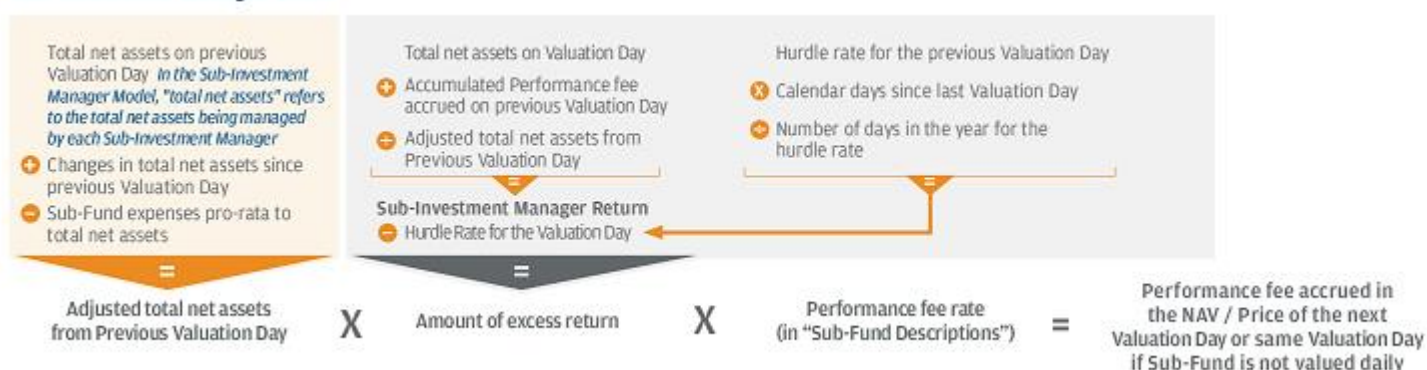 Total net assets on previous
Valuation Day In the Sub-Investment
Manager Model, "total net assets" refers
to the total net assets being managed
by each Sub-Investment Manager
+ Changes in total net assets since
previous Valuation Day
− Sub-Fund expenses pro-rata to
total net assets
=
Adjusted total net assets
from Previous Valuation Day
X
Total net assets on Valuation Day
+ Accumulated Performance fee
accrued on previous Valuation Day
÷ Adjusted total net assets from
Previous Valuation Day
=
Sub-Investment Manager Return
− Hurdle Rate for the Valuation Day
=
Amount of excess return
X
Hurdle rate for the previous Valuation Day
X Calendar days since last Valuation Day
÷ Number of days in the year for the
hurdle rate
=
Performance fee rate
(in “Sub-Fund Descriptions”)
=
Performance fee accrued in
the NAV / Price of the next
Valuation Day or same Valuation Day
if Sub-Fund is not valued daily